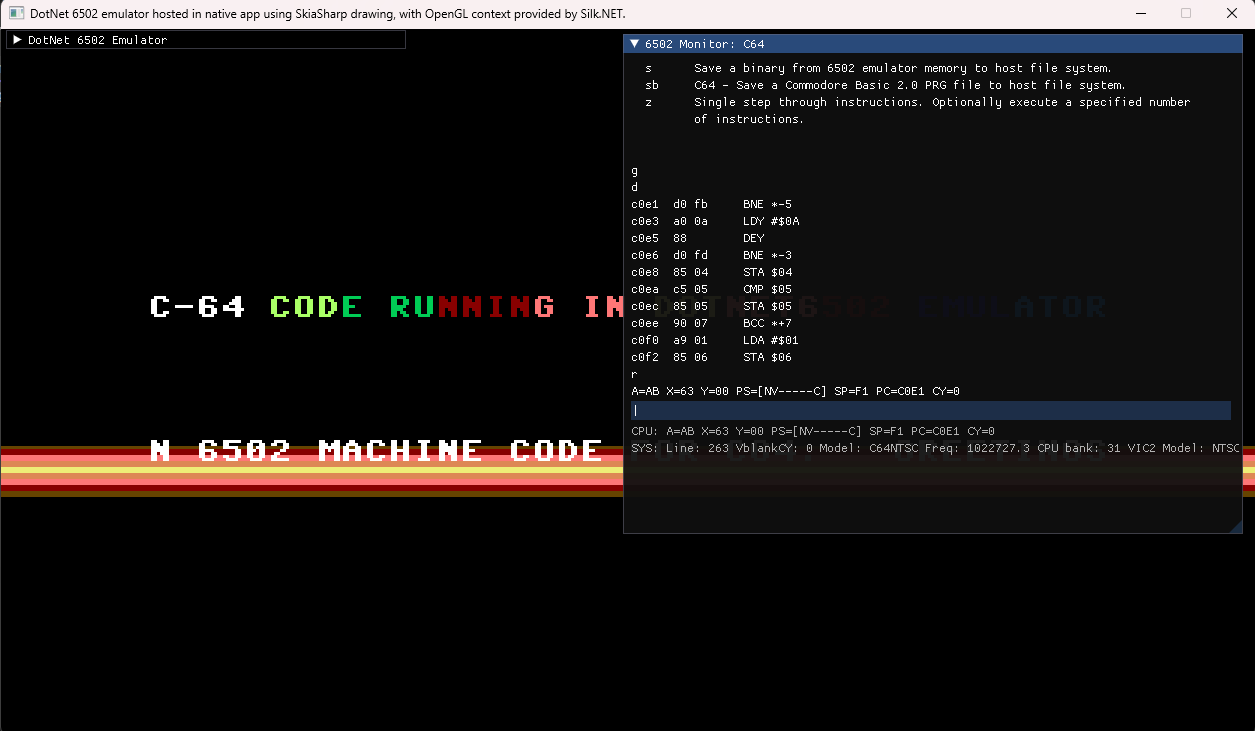 DotNet 6502 emulator hosted in native app using SkiaSharp drawing, with OpenGL context provided by Silk.NET.
DotNet 6502 Emulator
6502 Monitor: C64
s Save a binary from 6502 emulator memory to host file system.
sb C64 - Save a Commodore Basic 2.0 PRG file to host file system.
z Single step through instructions. Optionally execute a specified number
of instructions.
g
d
c0e1 d0 fb BNE *-5
c0e3 a0 0a LDY #$0A
c0e5 88 DEY
c0e6 d0 fd BNE *-3
c0e8 85 04 STA $04
c0ea c5 05 CMP $05
c0ec 85 05 STA $05
c0ee 90 07 BCC *+7
c0f0 a9 01 LDA #$01
c0f2 85 06 STA $06
r
A=AB X=63 Y=00 PS=[NV-----C] SP=F1 PC=C0E1 CY=0
CPU: A=AB X=63 Y=00 PS=[NV-----C] SP=F1 PC=C0E1 CY=0
SYS: Line: 263 VblankCY: 0 Model: C64NTSC Freq: 1022727.3 CPU bank: 31 VIC2 Model: NTSC
C-64 CODE RUNNING IN DOTNET 6502 EMULATOR
N 6502 MACHINE CODE FOR GREETINGS